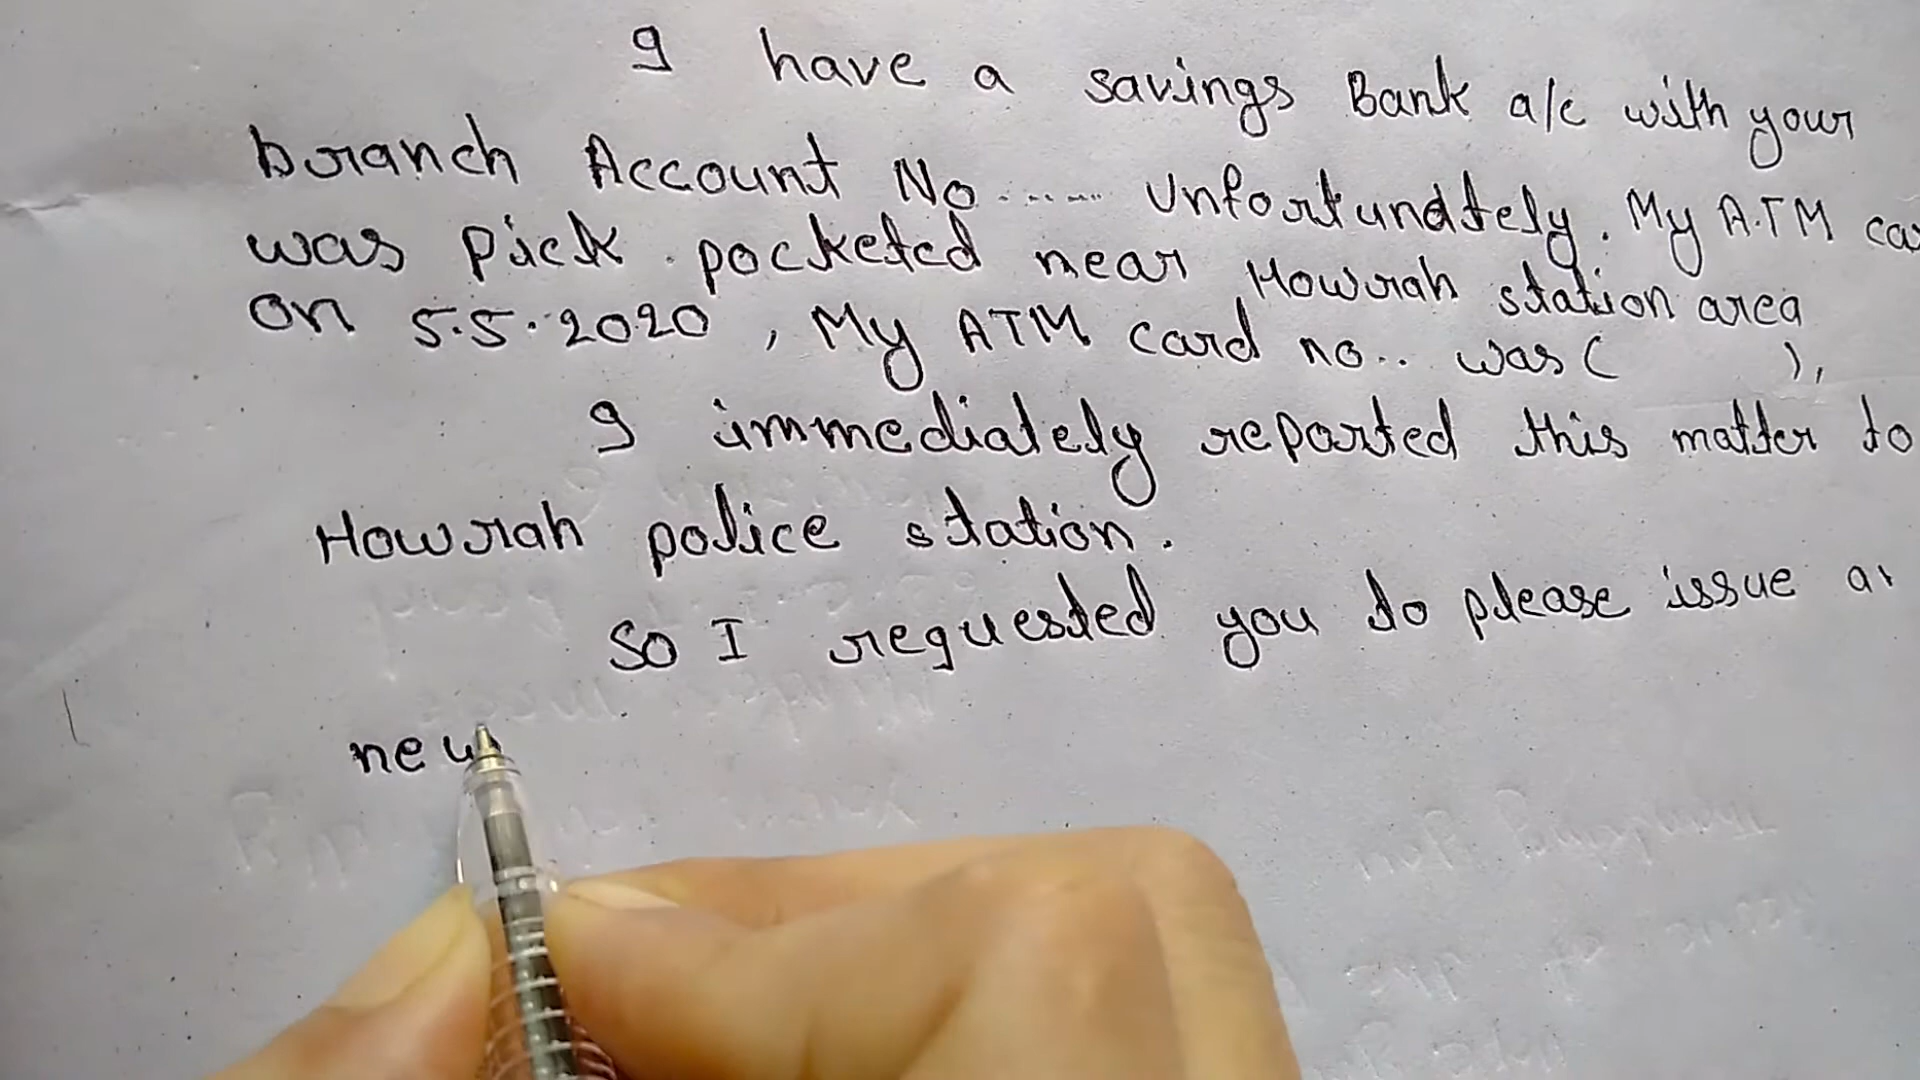 I have a savings Bank a/c with your
branch Account No ...... Unfortundtely. My A.TM
was pick. pocketed near Howrah station area
on 5.5.2020, My ATM card no.. was ( ),
I immediately reported this matter to
Howrah police station.
So I requested you to please issue
new